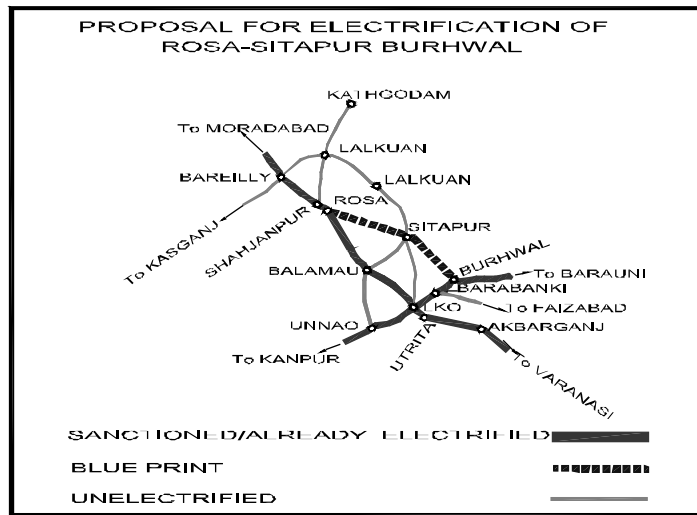 PROPOSAL FOR ELECTRIFICATION OF
ROSA-SITAPUR BURHWAL
KATHGODAM
To MORADABAD
LALKUAN
BAREILLY
LALKUAN
ROSA
SHAHJANPUR
SITAPUR
To KASGANJ
BURHWAL
BALAMAU
To BARAUNI
BARABANKI
LKO
To FAIZABAD
UNNAO
UTRITA
AKBARGANJ
To KANPUR
To VARANASI
SANCTIONED/ALREADY ELECTRIFIED
BLUE PRINT
UNELECTRIFIED